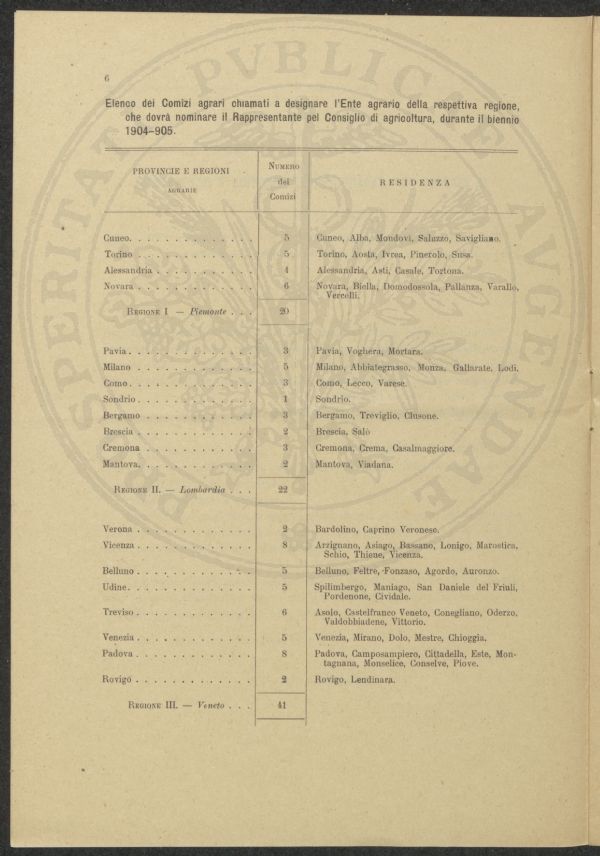 6
Elenco dei Comizi agrari chiamati a designare l'Ente agrario della respettiva regione,
che dovrà nominare il Rappresentante pel Consiglio di agricoltura, durante il biennio
1904-905.
PROVINCIE E REGIONI AGRARIE | NUMERO dei Comizi | RESIDENZA
Cuneo. . . . . . . . . . . . . . 5 Cuneo, Alba, Mondovì, Saluzzo, Savigliano.
Torino . . . . . . . . . . . . . 5 Torino, Aosta, Ivrea, Pinerolo, Susa.
Alessandria . . . . . . . . . . . 4 Alessandria, Asti, Casale, Tortona.
Novara . . . . . . . . . . . . . 6 Novara, Biella, Domodossola, Pallanza, Varallo,
Vercelli.
REGIONE I — Piemonte . . . 20
Pavia . . . . . . . . . . . . . . 3 Pavia, Voghera, Mortara.
Milano . . . . . . . . . . . . . 5 Milano, Abbiategrasso, Monza, Gallarate, Lodi.
Como. . . . . . . . . . . . . . 3 Como, Lecco, Varese.
Sondrio . . . . . . . . . . . . . 1 Sondrio.
Bergamo . . . . . . . . . . . . 3 Bergamo, Treviglio, Clusone.
Brescia . . . . . . . . . . . . . 2 Brescia, Salò
Cremona . . . . . . . . . . . . 3 Cremona, Crema, Casalmaggiore.
Mantova. . . . . . . . . . . . . 2 Mantova, Viadana.
REGIONE II. — Lombardia . . . 22
Verona . . . . . . . . . . . . . 2 Bardolino, Caprino Veronese.
Vicenza . . . . . . . . . . . . . 8 Arzignano, Asiago, Bassano, Lonigo, Marostica,
Schio, Thiene, Vicenza.
Belluno . . . . . . . . . . . . . 5 Belluno, Feltre, Fonzaso, Agordo, Auronzo.
Udine. . . . . . . . . . . . . . 5 Spilimbergo, Maniago, San Daniele del Friuli,
Pordenone, Cividale.
Treviso . . . . . . . . . . . . . 6 Asolo, Castelfranco Veneto, Conegliano, Oderzo,
Valdobbiadene, Vittorio.
Venezia . . . . . . . . . . . . . 5 Venezia, Mirano, Dolo, Mestre, Chioggia.
Padova . . . . . . . . . . . . . 8 Padova, Camposampiero, Cittadella, Este, Mon-
tagnana, Monselice, Conselve, Piove.
Rovigo . . . . . . . . . . . . . 2 Rovigo, Lendinara.
REGIONE III. — Veneto . . . 41
PVBLICAE AVGENDAE